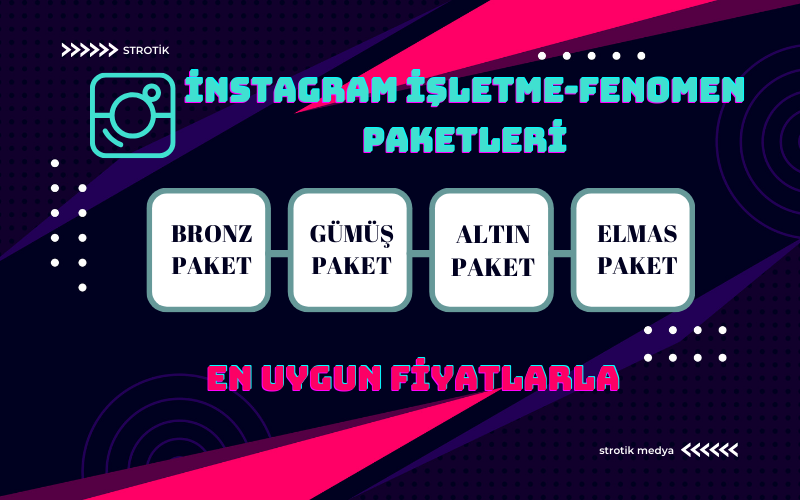 STROTİK
İNSTAGRAM İŞLETME-FENOMEN
PAKETLERİ
BRONZ
PAKET
GÜMÜŞ
PAKET
ALTIN
PAKET
ELMAS
PAKET
EN UYGUN FİYATLARLA
strotik medya